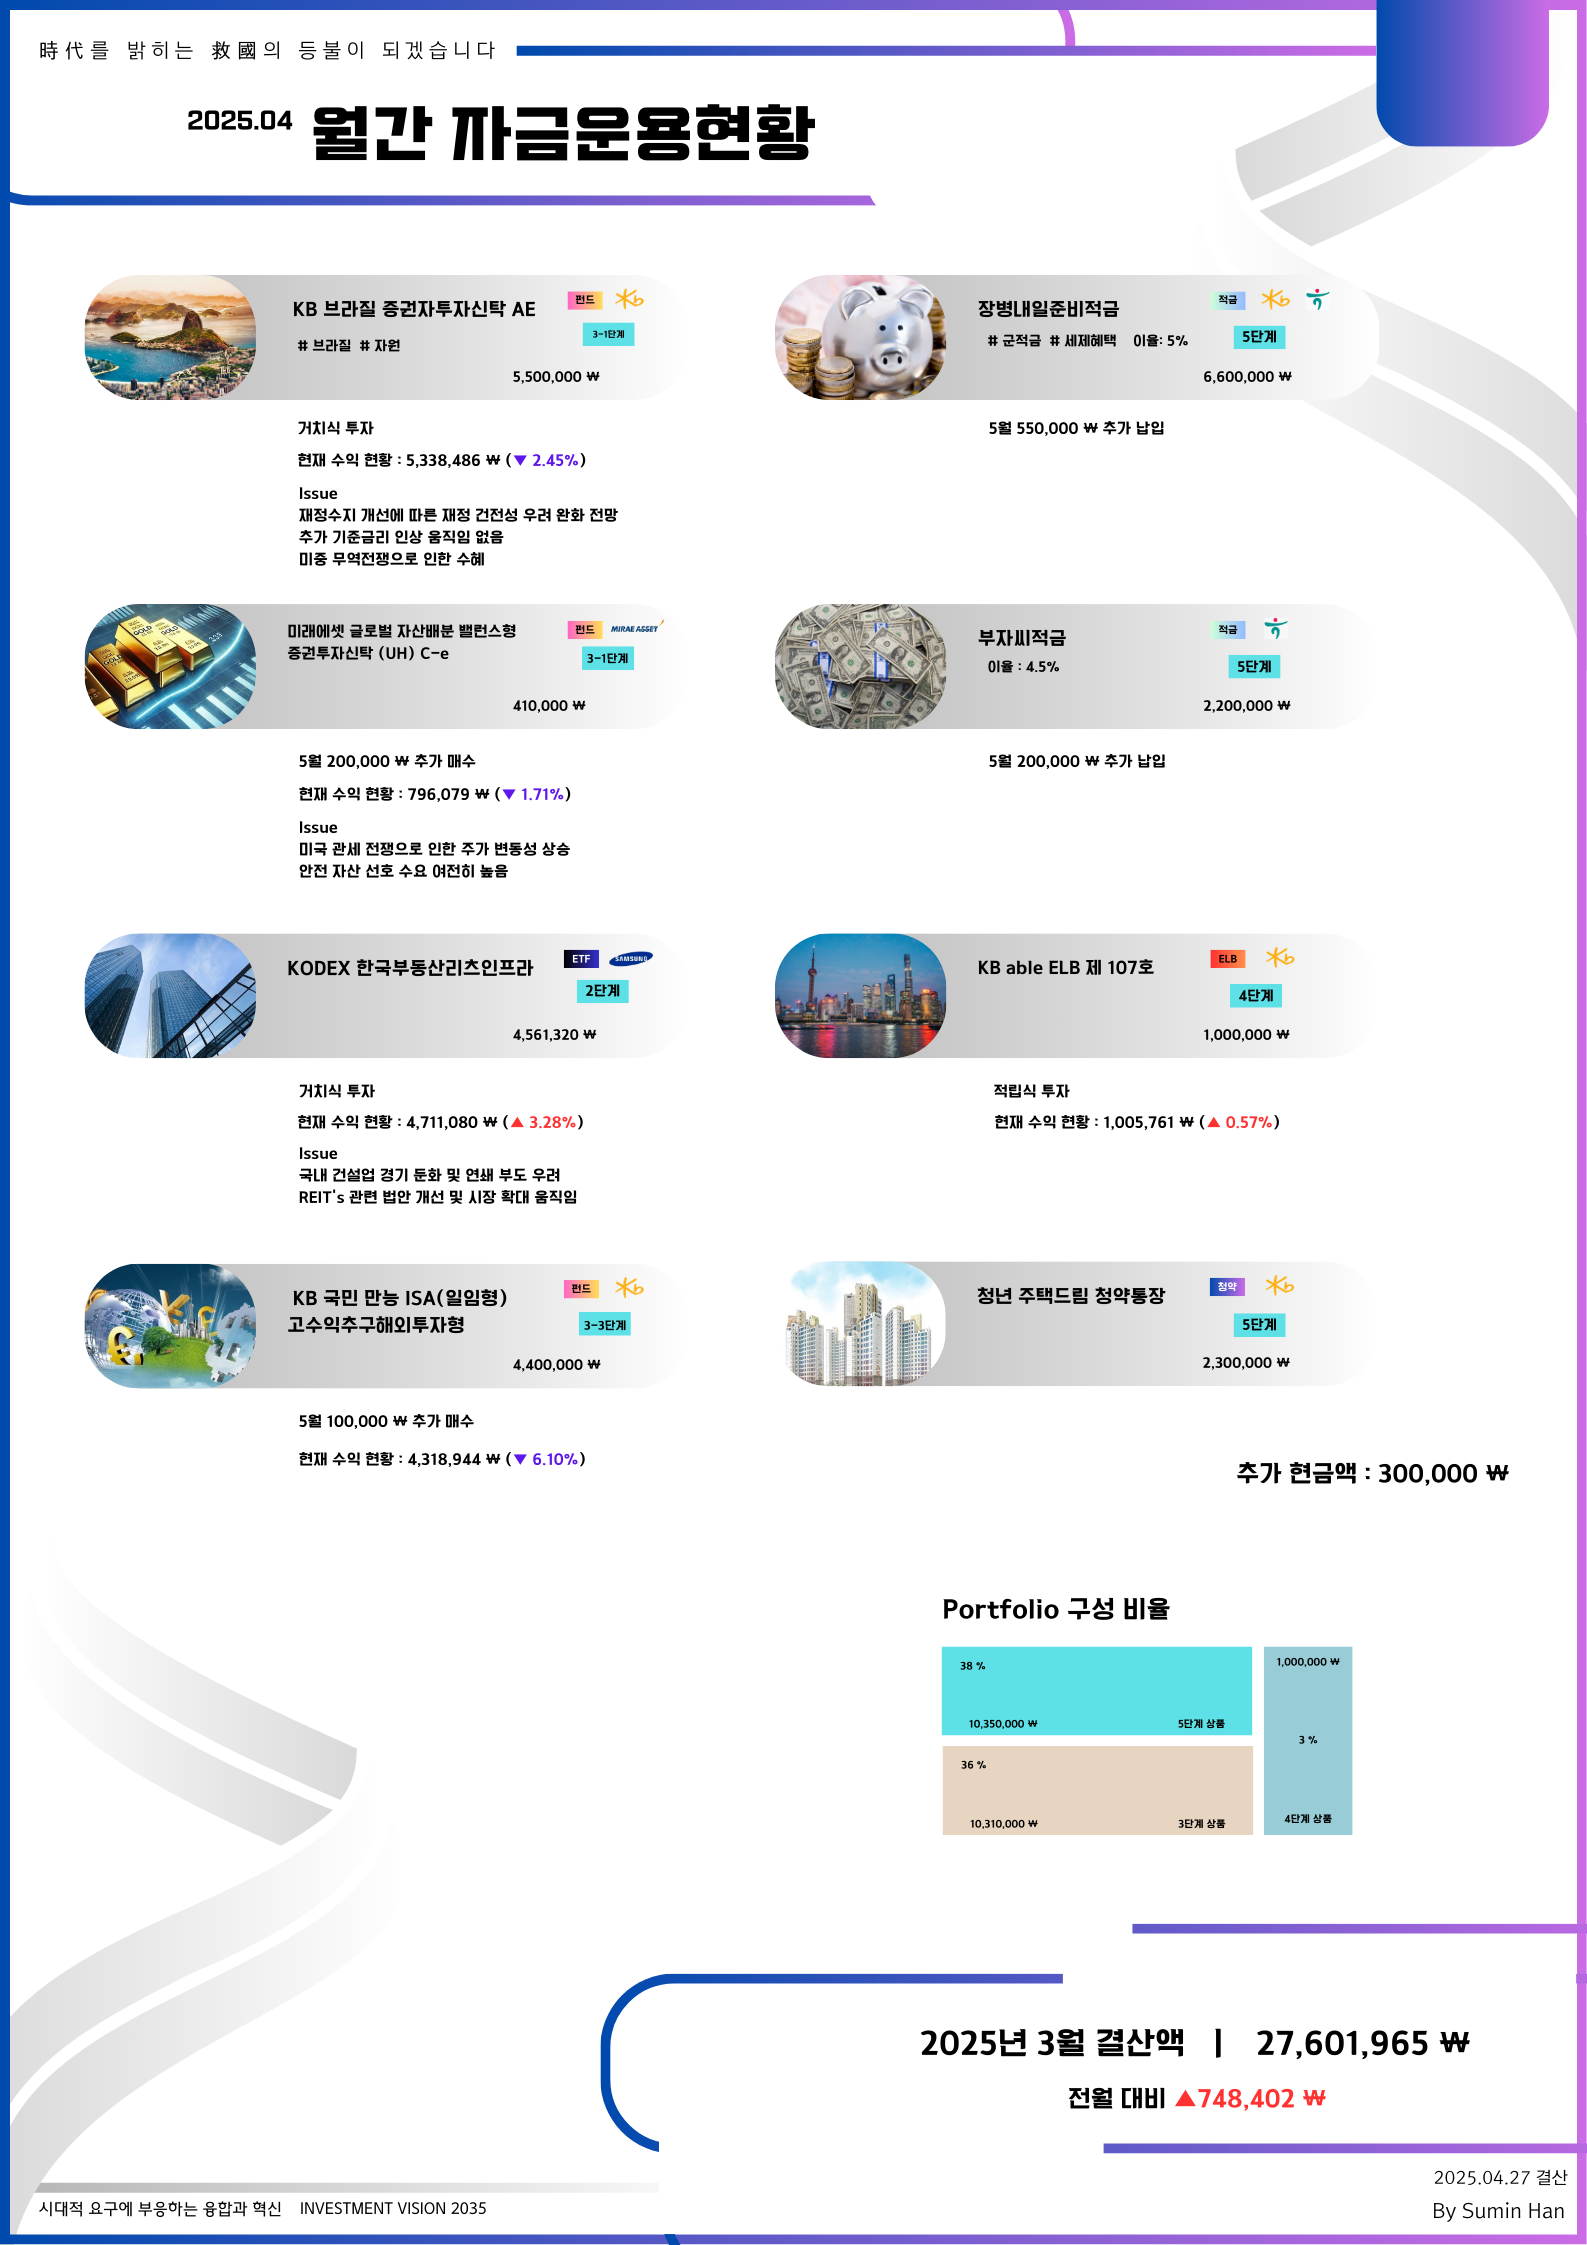 時代를 밝히는 救國의 등불이 되겠습니다
2025.04 월간 자금운용현황
KB 브라질 증권자투자신탁 AE
펀드
3-1단계
# 브라질 # 자원
5,500,000 ₩
거치식 투자
현재 수익 현황 : 5,338,486 ₩ (▼ 2.45%)
Issue
재정수지 개선에 따른 재정 건전성 우려 완화 전망
추가 기준금리 인상 움직임 없음
미중 무역전쟁으로 인한 수혜
장병내일준비적금
적금
5단계
# 군적금 # 세제혜택 이율: 5%
6,600,000 ₩
5월 550,000 ₩ 추가 납입
미래에셋 글로벌 자산배분 밸런스형
증권투자신탁 (UH) C-e
펀드
MIRAE ASSET
3-1단계
410,000 ₩
5월 200,000 ₩ 추가 매수
현재 수익 현황 : 796,079 ₩ (▼ 1.71%)
Issue
미국 관세 전쟁으로 인한 주가 변동성 상승
안전 자산 선호 수요 여전히 높음
부자씨적금
적금
5단계
이율 : 4.5%
2,200,000 ₩
5월 200,000 ₩ 추가 납입
KODEX 한국부동산리츠인프라
ETF
SAMSUNG
2단계
4,561,320 ₩
거치식 투자
현재 수익 현황 : 4,711,080 ₩ (▲ 3.28%)
Issue
국내 건설업 경기 둔화 및 연쇄 부도 우려
REIT's 관련 법안 개선 및 시장 확대 움직임
KB able ELB 제 107호
ELB
4단계
1,000,000 ₩
적립식 투자
현재 수익 현황 : 1,005,761 ₩ (▲ 0.57%)
KB 국민 만능 ISA(일임형)
고수익추구해외투자형
펀드
3-3단계
4,400,000 ₩
5월 100,000 ₩ 추가 매수
현재 수익 현황 : 4,318,944 ₩ (▼ 6.10%)
청년 주택드림 청약통장
청약
5단계
2,300,000 ₩
추가 현금액 : 300,000 ₩
Portfolio 구성 비율
38 %
10,350,000 ₩ 5단계 상품
36 %
10,310,000 ₩ 3단계 상품
1,000,000 ₩
3 %
4단계 상품
2025년 3월 결산액 | 27,601,965 ₩
전월 대비 ▲748,402 ₩
2025.04.27 결산
By Sumin Han
시대적 요구에 부응하는 융합과 혁신 INVESTMENT VISION 2035